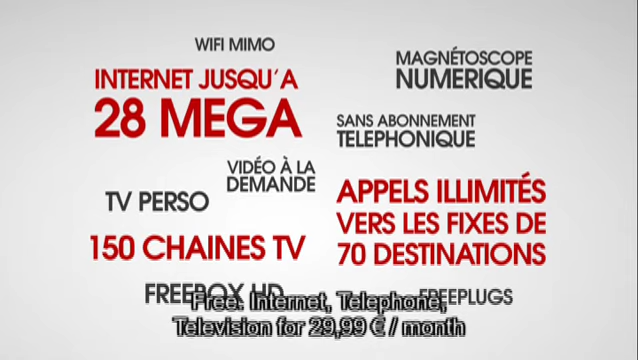 WIFI MIMO
INTERNET JUSQU'A
28 MEGA
MAGNÉTOSCOPE
NUMERIQUE
SANS ABONNEMENT
TELEPHONIQUE
VIDÉO À LA
DEMANDE
TV PERSO
APPELS ILLIMITÉS
VERS LES FIXES DE
70 DESTINATIONS
150 CHAINES TV
FREEBOX HD
FREEPLUGS
Free: Internet, Telephone,
Television for 29,99 € / month